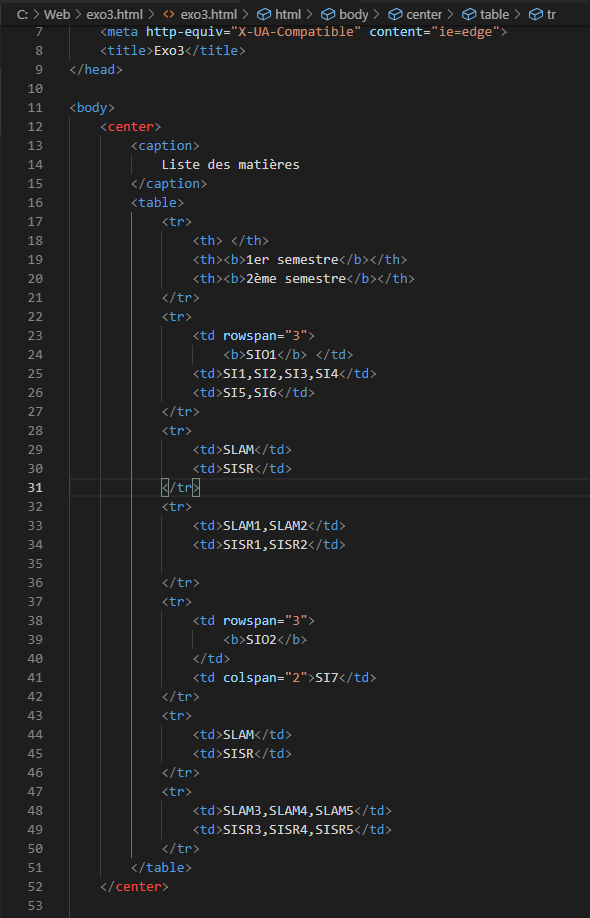 C: > Web > exo3.html > exo3.html > html > body > center > table > tr
7 <meta http-equiv="X-UA-Compatible" content="ie=edge">
8 <title>Exo3</title>
9 </head>
10
11 <body>
12 <center>
13 <caption>
14 Liste des matières
15 </caption>
16 <table>
17 <tr>
18 <th> </th>
19 <th><b>1er semestre</b></th>
20 <th><b>2ème semestre</b></th>
21 </tr>
22 <tr>
23 <td rowspan="3">
24 <b>SIO1</b> </td>
25 <td>SI1,SI2,SI3,SI4</td>
26 <td>SI5,SI6</td>
27 </tr>
28 <tr>
29 <td>SLAM</td>
30 <td>SISR</td>
31 </tr>
32 <tr>
33 <td>SLAM1,SLAM2</td>
34 <td>SISR1,SISR2</td>
35
36 </tr>
37 <tr>
38 <td rowspan="3">
39 <b>SIO2</b>
40 </td>
41 <td colspan="2">SI7</td>
42 </tr>
43 <tr>
44 <td>SLAM</td>
45 <td>SISR</td>
46 </tr>
47 <tr>
48 <td>SLAM3,SLAM4,SLAM5</td>
49 <td>SISR3,SISR4,SISR5</td>
50 </tr>
51 </table>
52 </center>
53